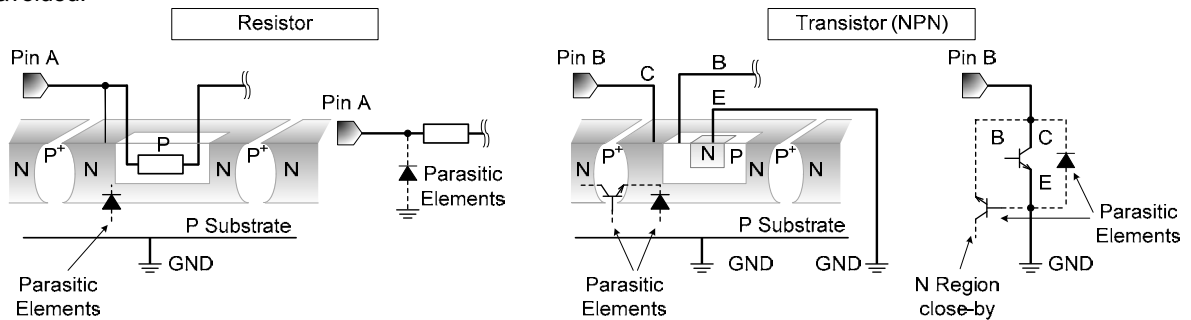 Resistor
Transistor (NPN)
Pin A
Pin B
C
B
E
Pin B
Pin A
N
P+
N
P
P+
N
N
P+
N
P
P+
N
N
B
C
E
Parasitic
Elements
P Substrate
GND
Parasitic
Elements
P Substrate
GND
GND
Parasitic
Elements
Parasitic
Elements
GND
N Region
close-by